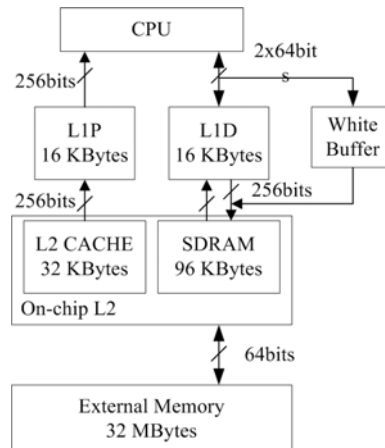 CPU
2x64bit
s
256bits
L1P
16 KBytes
L1D
16 KBytes
White
Buffer
256bits
256bits
L2 CACHE
32 KBytes
SDRAM
96 KBytes
On-chip L2
64bits
External Memory
32 MBytes